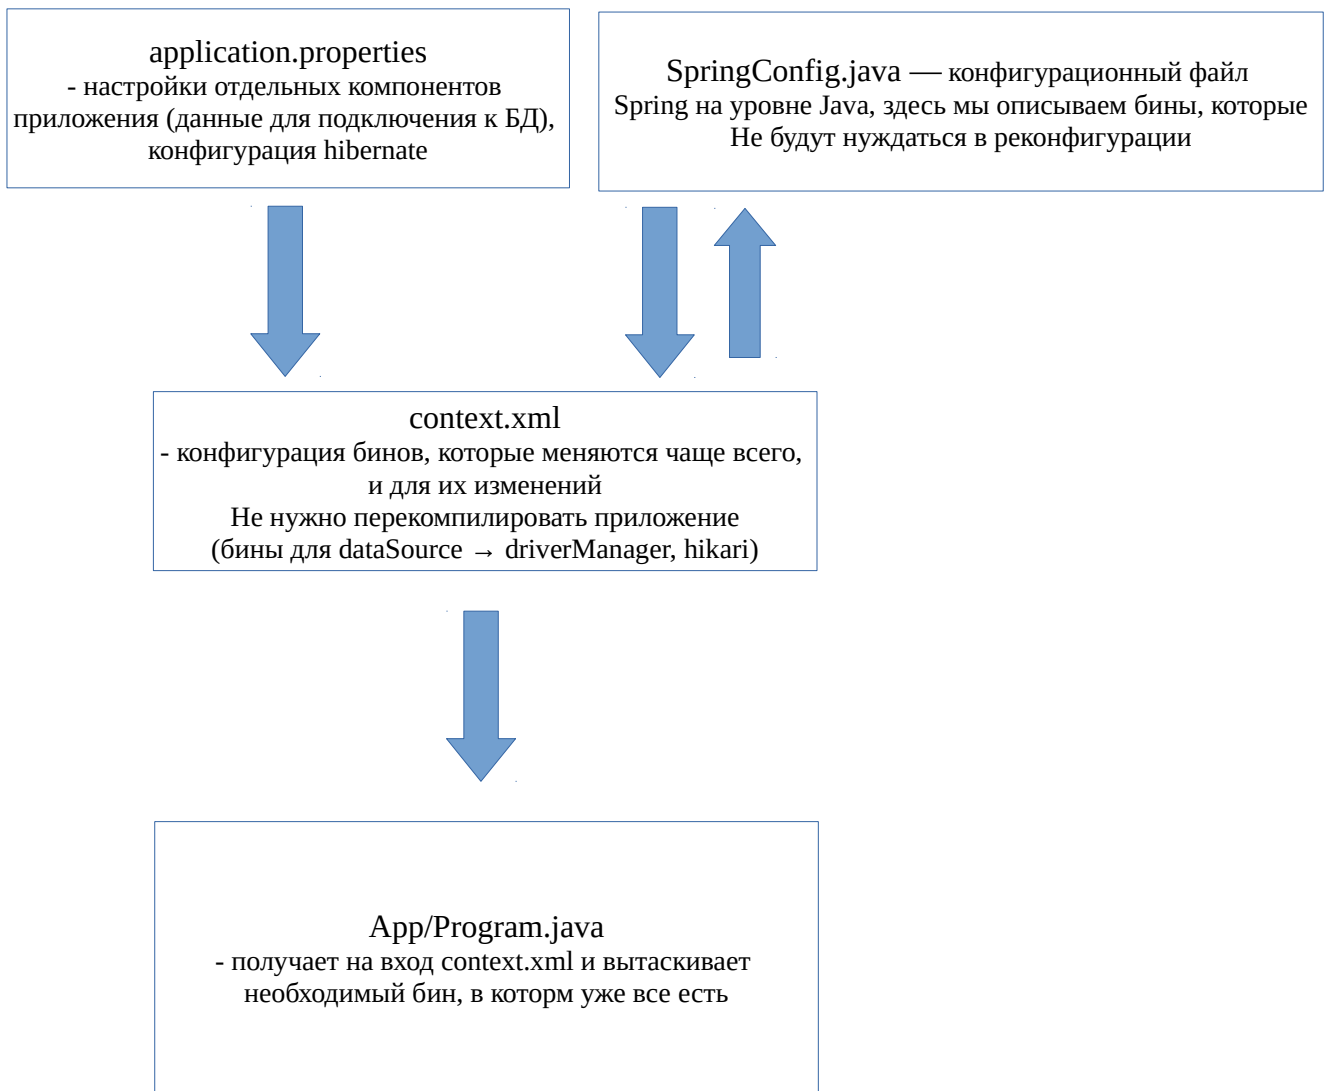 application.properties
- настройки отдельных компонентов
приложения (данные для подключения к БД),
конфигурация hibernate
SpringConfig.java — конфигурационный файл
Spring на уровне Java, здесь мы описываем бины, которые
Не будут нуждаться в реконфигурации
context.xml
- конфигурация бинов, которые меняются чаще всего,
и для их изменений
Не нужно перекомпилировать приложение
(бины для dataSource → driverManager, hikari)
App/Program.java
- получает на вход context.xml и вытаскивает
необходимый бин, в которм уже все есть